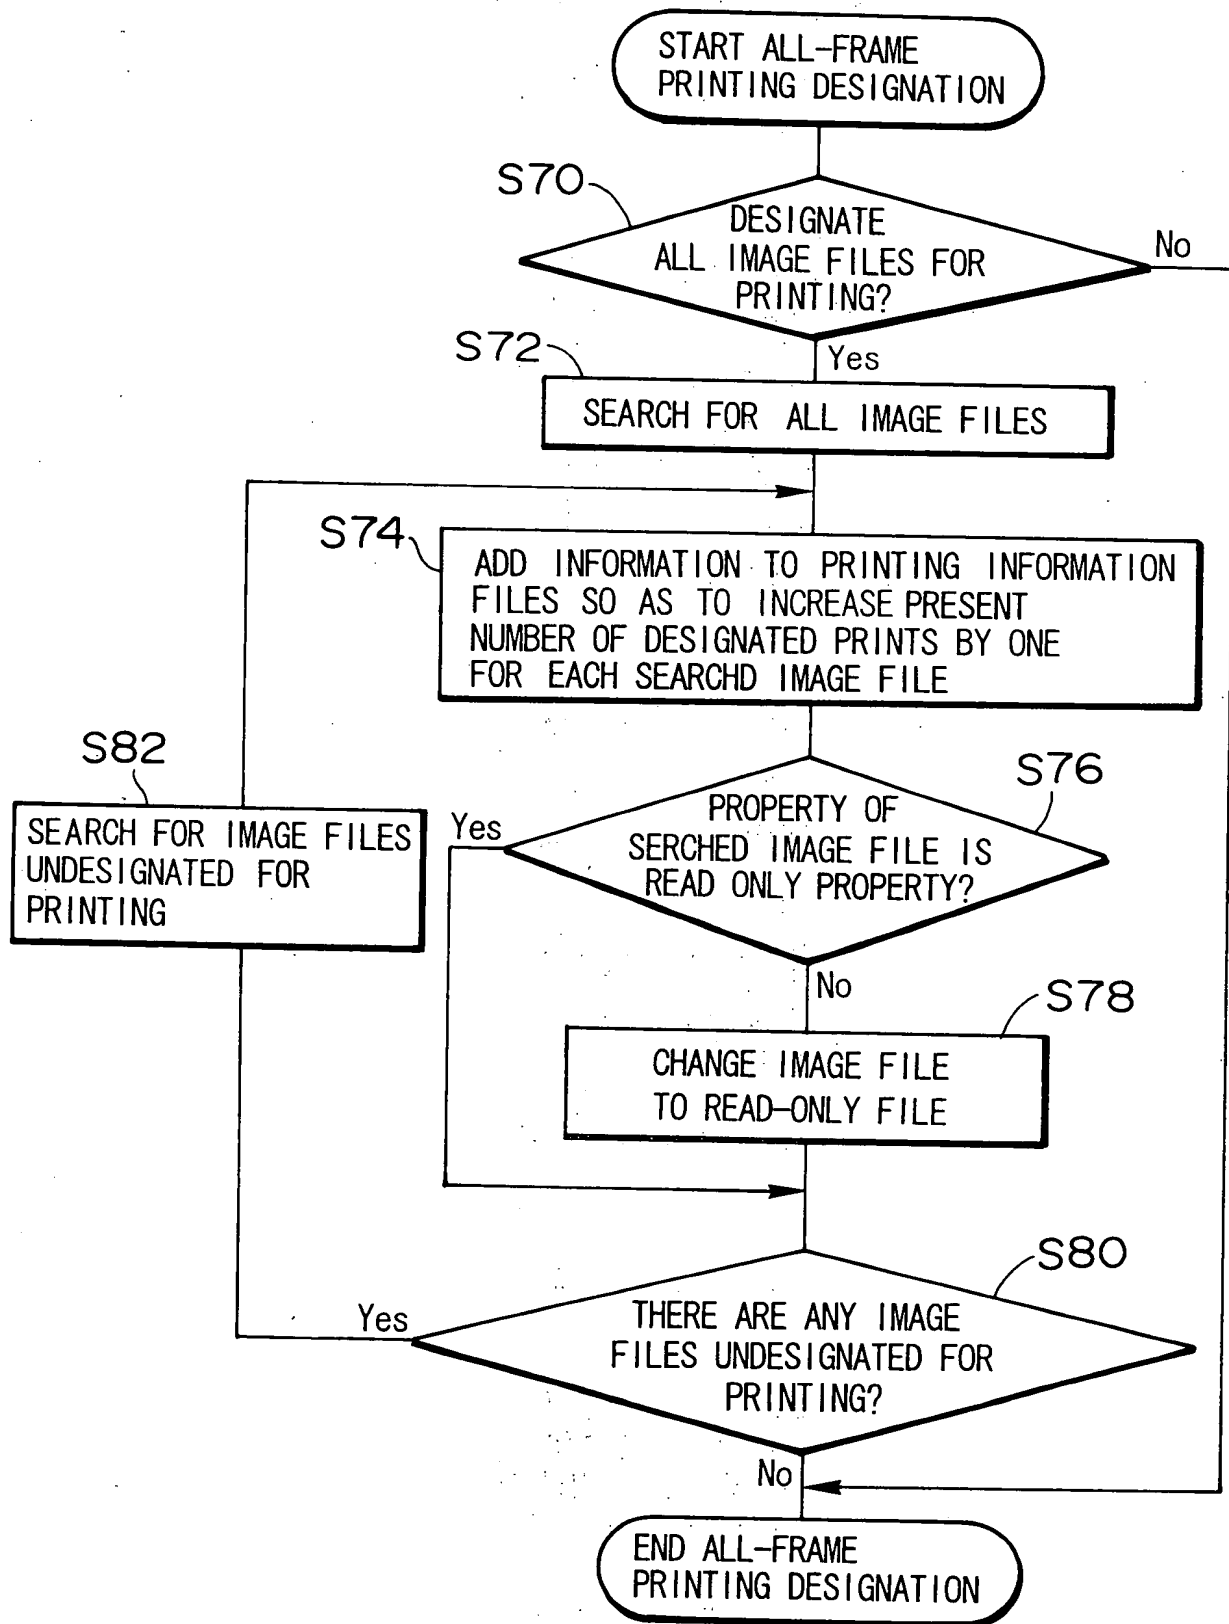 START ALL-FRAME
PRINTING DESIGNATION
S70
DESIGNATE
ALL IMAGE FILES FOR
PRINTING?
No
Yes
S72
SEARCH FOR ALL IMAGE FILES
S74
ADD INFORMATION TO PRINTING INFORMATION
FILES SO AS TO INCREASE PRESENT
NUMBER OF DESIGNATED PRINTS BY ONE
FOR EACH SEARCHD IMAGE FILE
S82
SEARCH FOR IMAGE FILES
UNDESIGNATED FOR
PRINTING
S76
PROPERTY OF
SERCHED IMAGE FILE IS
READ ONLY PROPERTY?
Yes
No
S78
CHANGE IMAGE FILE
TO READ-ONLY FILE
S80
THERE ARE ANY IMAGE
FILES UNDESIGNATED FOR
PRINTING?
Yes
No
END ALL-FRAME
PRINTING DESIGNATION